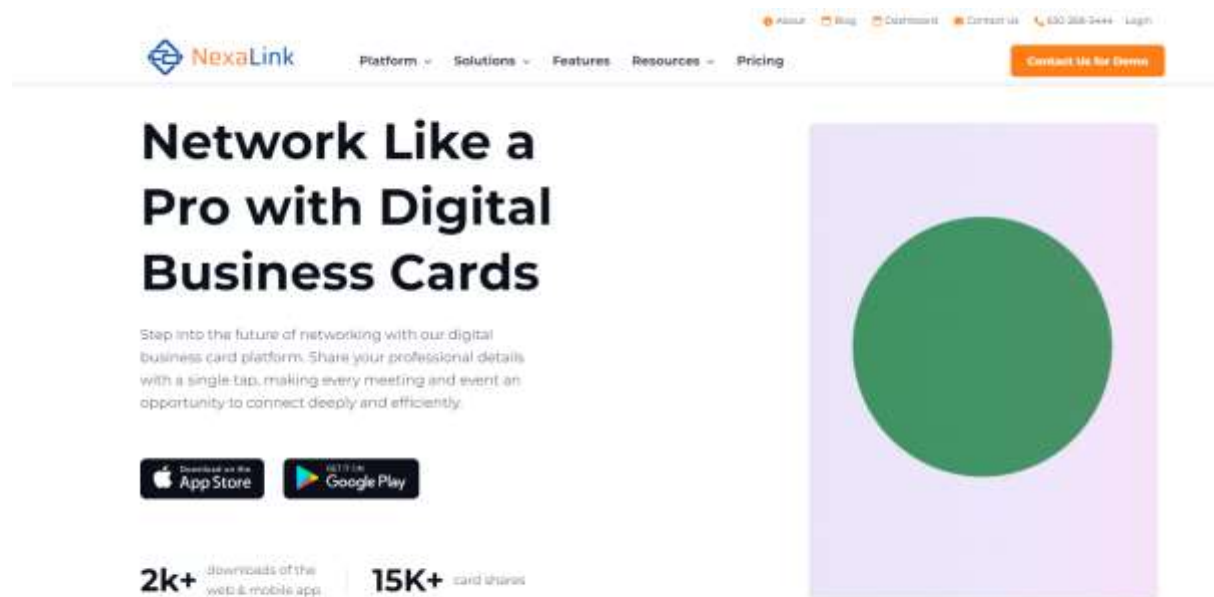 About Blog Dashboard Contact Us Login
NexaLink
Platform Solutions Features Resources Pricing
Contact Us for Demo
Network Like a
Pro with Digital
Business Cards
Step into the future of networking with our digital
business card platform. Share your professional details
with a single tap, making every meeting and event an
opportunity to connect deeply and efficiently.
Download on the
App Store
GET IT ON
Google Play
2k+
downloads of the
web & mobile app
15K+
card shares